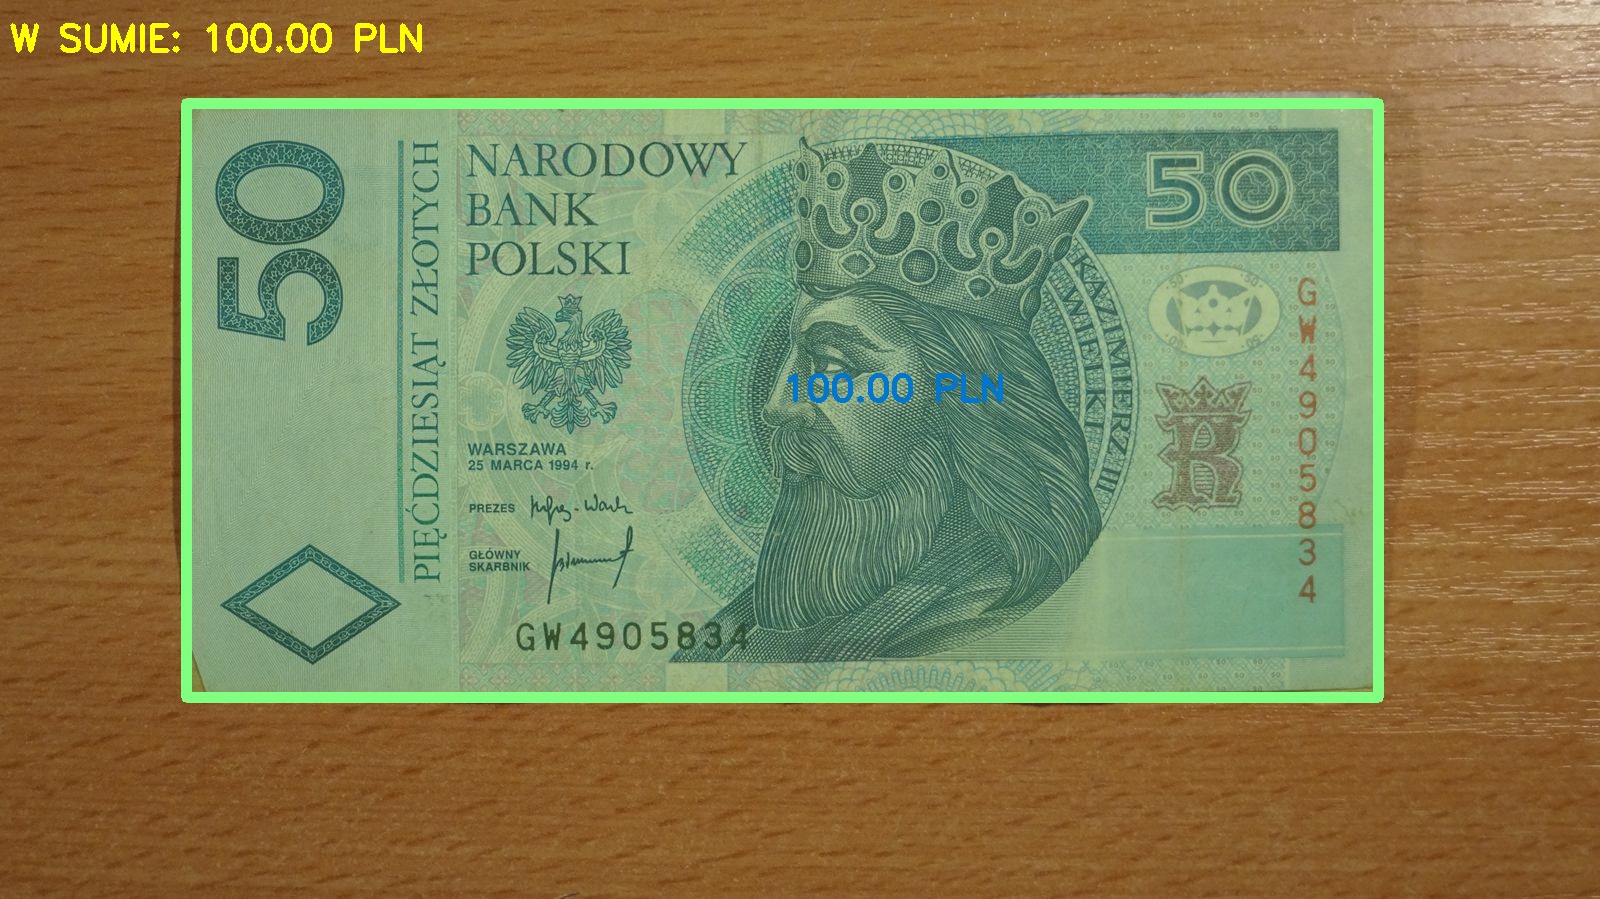 W SUMIE: 100.00 PLN
50
PIĘĆDZIESIĄT ZŁOTYCH
NARODOWY
BANK
POLSKI
WARSZAWA
25 MARCA 1994 r.
PREZES
GŁÓWNY
SKARBNIK
GW4905834
100.00 PLN
KAZIMIERZ III
WIELKI
50
GW4905834